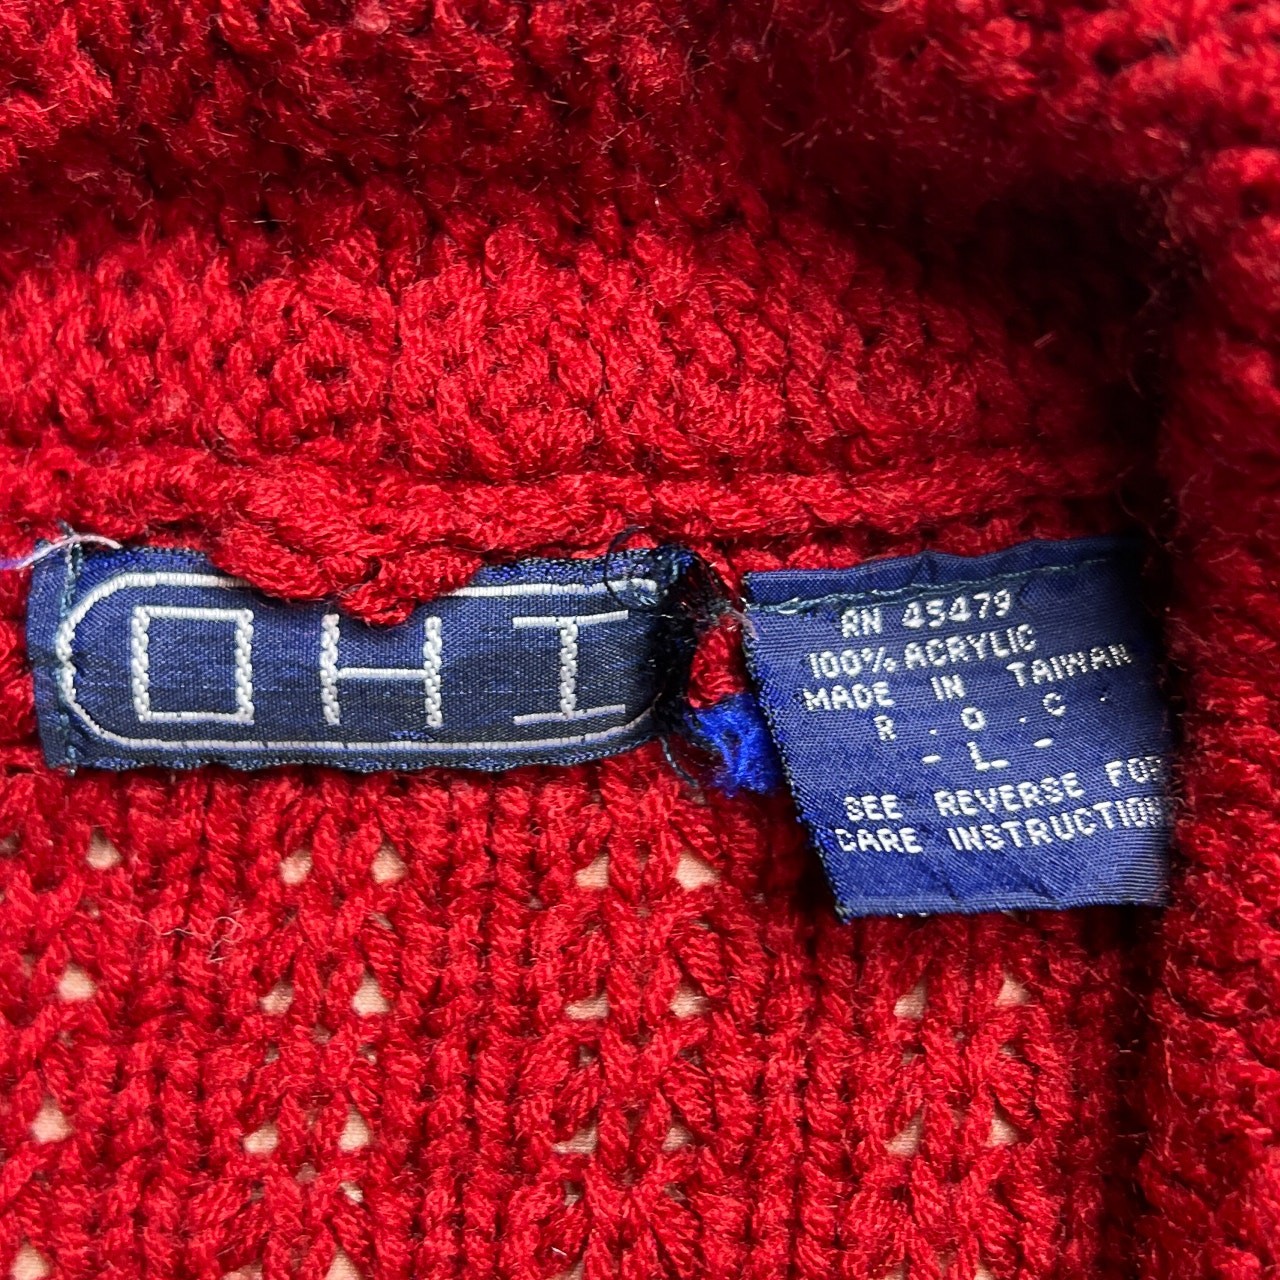 OHI
RN 45479
100% ACRYLIC
MADE IN TAIWAN
R.O.C.
- L -
SEE REVERSE FOR
CARE INSTRUCTION